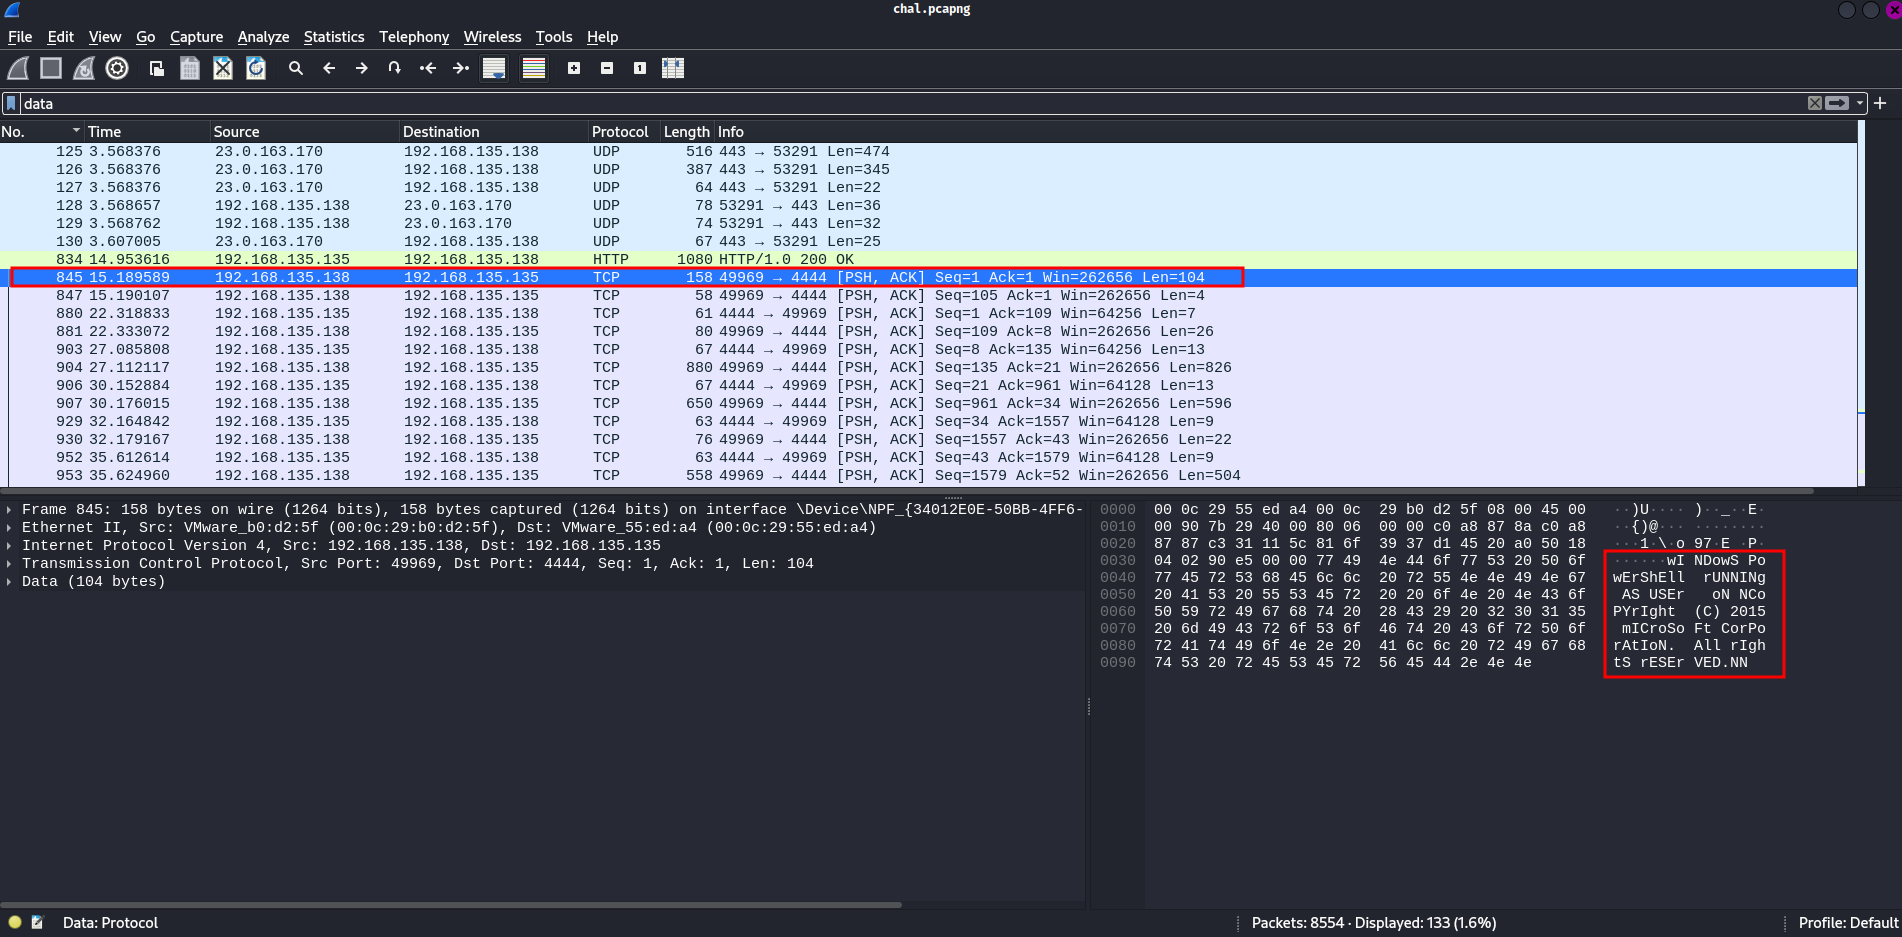 chal.pcapng
File Edit View Go Capture Analyze Statistics Telephony Wireless Tools Help
data
No. Time Source Destination Protocol Length Info
125 3.568376 23.0.163.170 192.168.135.138 UDP 516 443 → 53291 Len=474
126 3.568376 23.0.163.170 192.168.135.138 UDP 387 443 → 53291 Len=345
127 3.568376 23.0.163.170 192.168.135.138 UDP 64 443 → 53291 Len=22
128 3.568657 192.168.135.138 23.0.163.170 UDP 78 53291 → 443 Len=36
129 3.568762 192.168.135.138 23.0.163.170 UDP 74 53291 → 443 Len=32
130 3.607005 23.0.163.170 192.168.135.138 UDP 67 443 → 53291 Len=25
834 14.953616 192.168.135.135 192.168.135.138 HTTP 1080 HTTP/1.0 200 OK
845 15.189589 192.168.135.138 192.168.135.135 TCP 158 49969 → 4444 [PSH, ACK] Seq=1 Ack=1 Win=262656 Len=104
847 15.190107 192.168.135.138 192.168.135.135 TCP 58 49969 → 4444 [PSH, ACK] Seq=105 Ack=1 Win=262656 Len=4
880 22.318833 192.168.135.135 192.168.135.138 TCP 61 4444 → 49969 [PSH, ACK] Seq=1 Ack=109 Win=64256 Len=7
881 22.333072 192.168.135.138 192.168.135.135 TCP 80 49969 → 4444 [PSH, ACK] Seq=109 Ack=8 Win=262656 Len=26
903 27.085808 192.168.135.135 192.168.135.138 TCP 67 4444 → 49969 [PSH, ACK] Seq=8 Ack=135 Win=64256 Len=13
904 27.112117 192.168.135.138 192.168.135.135 TCP 880 49969 → 4444 [PSH, ACK] Seq=135 Ack=21 Win=262656 Len=826
906 30.152884 192.168.135.135 192.168.135.138 TCP 67 4444 → 49969 [PSH, ACK] Seq=21 Ack=961 Win=64128 Len=13
907 30.176015 192.168.135.138 192.168.135.135 TCP 650 49969 → 4444 [PSH, ACK] Seq=961 Ack=34 Win=262656 Len=596
929 32.164842 192.168.135.135 192.168.135.138 TCP 63 4444 → 49969 [PSH, ACK] Seq=34 Ack=1557 Win=64128 Len=9
930 32.179167 192.168.135.138 192.168.135.135 TCP 76 49969 → 4444 [PSH, ACK] Seq=1557 Ack=43 Win=262656 Len=22
952 35.612614 192.168.135.135 192.168.135.138 TCP 63 4444 → 49969 [PSH, ACK] Seq=43 Ack=1579 Win=64128 Len=9
953 35.624960 192.168.135.138 192.168.135.135 TCP 558 49969 → 4444 [PSH, ACK] Seq=1579 Ack=52 Win=262656 Len=504
Frame 845: 158 bytes on wire (1264 bits), 158 bytes captured (1264 bits) on interface \Device\NPF_{34012E0E-50BB-4FF6-
Ethernet II, Src: VMware_b0:d2:5f (00:0c:29:b0:d2:5f), Dst: VMware_55:ed:a4 (00:0c:29:55:ed:a4)
Internet Protocol Version 4, Src: 192.168.135.138, Dst: 192.168.135.135
Transmission Control Protocol, Src Port: 49969, Dst Port: 4444, Seq: 1, Ack: 1, Len: 104
Data (104 bytes)
0000 00 0c 29 55 ed a4 00 0c 29 b0 d2 5f 08 00 45 00 ··)U···· )··_··E·
0010 00 90 7b 29 40 00 80 06 00 00 c0 a8 87 8a c0 a8 ··{)@··· ········
0020 87 87 c3 31 11 5c 81 6f 39 37 d1 45 20 a0 50 18 ···1·\·o 97·E ·P·
0030 04 02 90 e5 00 00 77 49 4e 44 6f 77 53 20 50 6f ······wI NDowS Po
0040 77 45 72 53 68 45 6c 6c 20 72 55 4e 4e 49 4e 67 wErShEll rUNNINg
0050 20 41 53 20 55 53 45 72 20 20 6f 4e 20 4e 43 6f AS USEr oN NCo
0060 50 59 72 49 67 68 74 20 28 43 29 20 32 30 31 35 PYrIght (C) 2015
0070 20 6d 49 43 72 6f 53 6f 46 74 20 43 6f 72 50 6f mICroSo Ft CorPo
0080 72 41 74 49 6f 4e 2e 20 41 6c 6c 20 72 49 67 68 rAtIoN. All rIgh
0090 74 53 20 72 45 53 45 72 56 45 44 2e 4e 4e tS rESEr VED.NN
Data: Protocol
Packets: 8554 · Displayed: 133 (1.6%)
Profile: Default